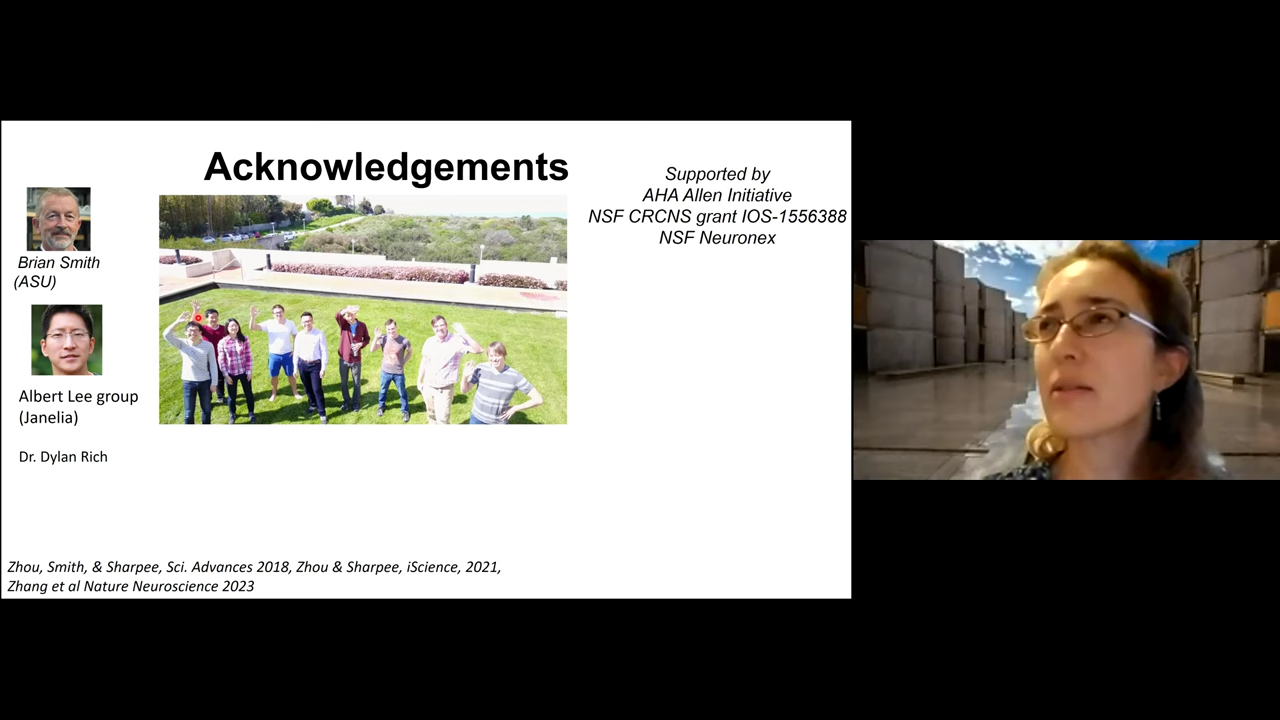 Acknowledgements
Brian Smith
(ASU)
Albert Lee group
(Janelia)
Dr. Dylan Rich
Supported by
AHA Allen Initiative
NSF CRCNS grant IOS-1556388
NSF Neuronex
Zhou, Smith, & Sharpee, Sci. Advances 2018, Zhou & Sharpee, iScience, 2021,
Zhang et al Nature Neuroscience 2023